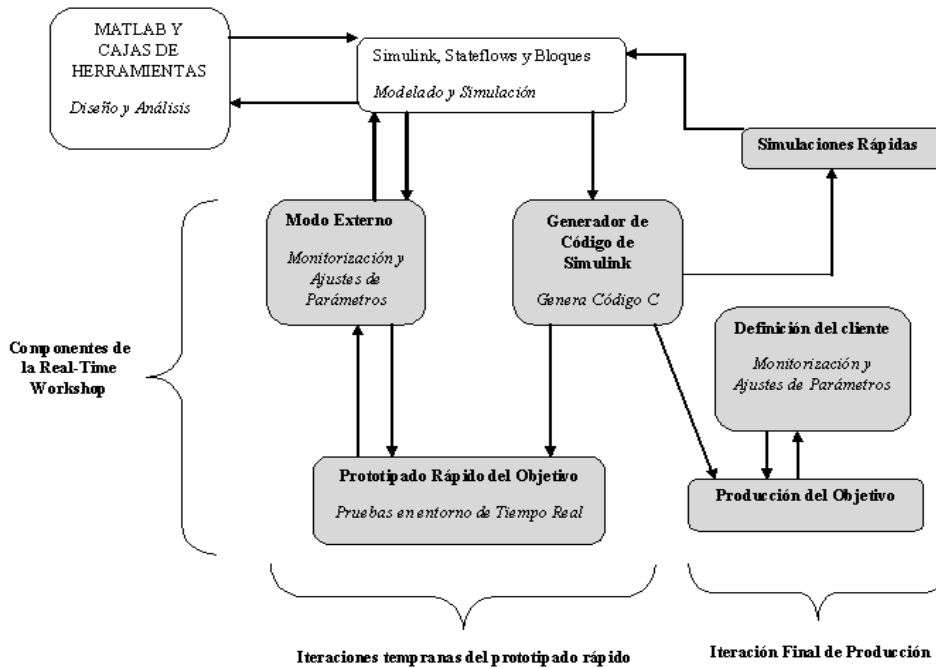 MATLAB Y
CAJAS DE
HERRAMIENTAS
Diseño y Análisis
Simulink, Stateflows y Bloques
Modelado y Simulación
Simulaciones Rápidas
Modo Externo
Monitorización y
Ajustes de
Parámetros
Generador de
Código de
Simulink
Genera Código C
Definición del cliente
Monitorización y
Ajustes de Parámetros
Componentes de
la Real-Time
Workshop
Prototipado Rápido del Objetivo
Pruebas en entorno de Tiempo Real
Producción del Objetivo
Iteraciones tempranas del prototipado rápido
Iteración Final de Producción